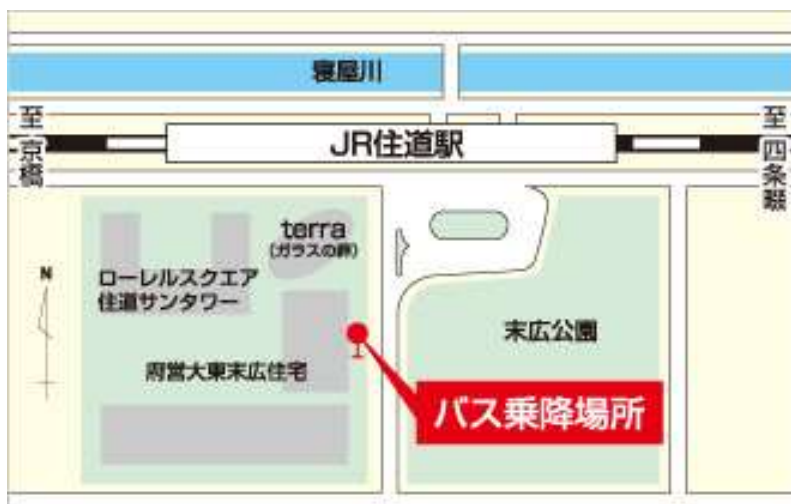 寝屋川
至京橋
JR住道駅
至四条畷
terra
(ガラスの絆)
ローレルスクエア
住道サンタワー
N
末広公園
府営大東末広住宅
バス乗降場所